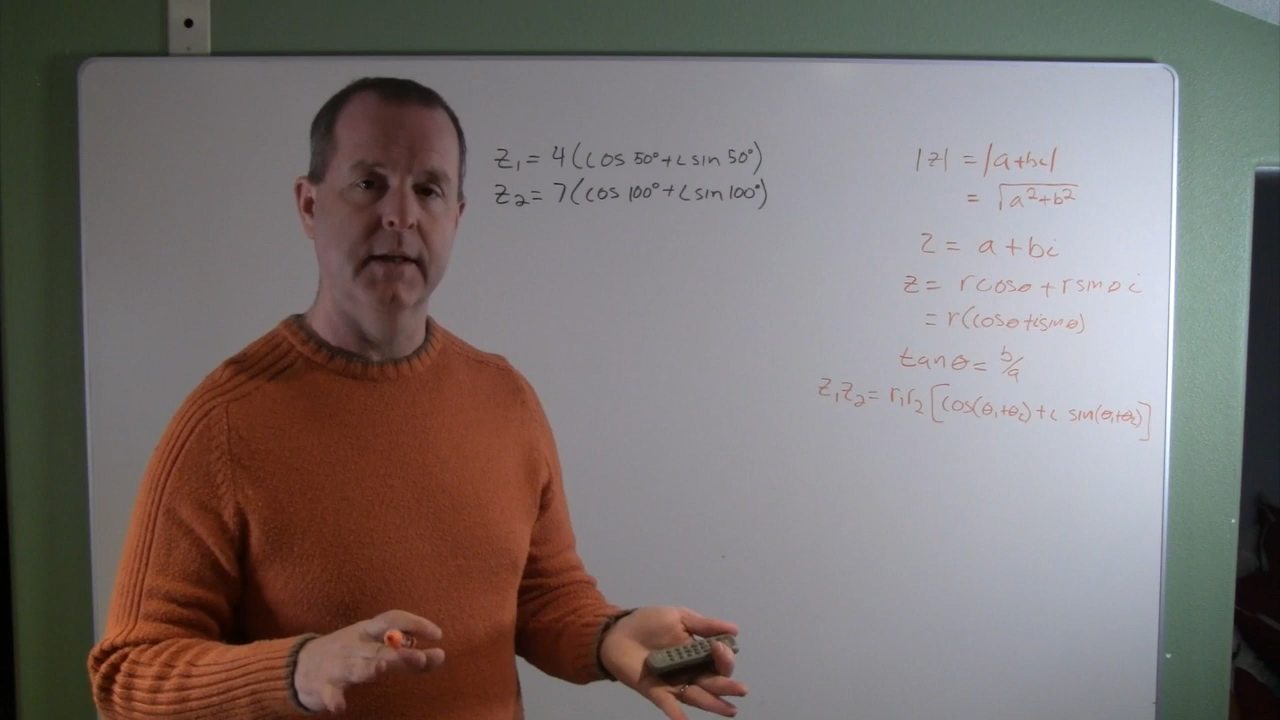 z₁ = 4(cos 50° + i sin 50°)
z₂ = 7(cos 100° + i sin 100°)
|z| = |a+bi|
= √a²+b²
z = a + bi
z = r cosθ + r sinθ i
= r(cosθ + i sinθ)
tanθ = b/a
z₁z₂ = r₁r₂[cos(θ₁+θ₂) + i sin(θ₁+θ₂)]